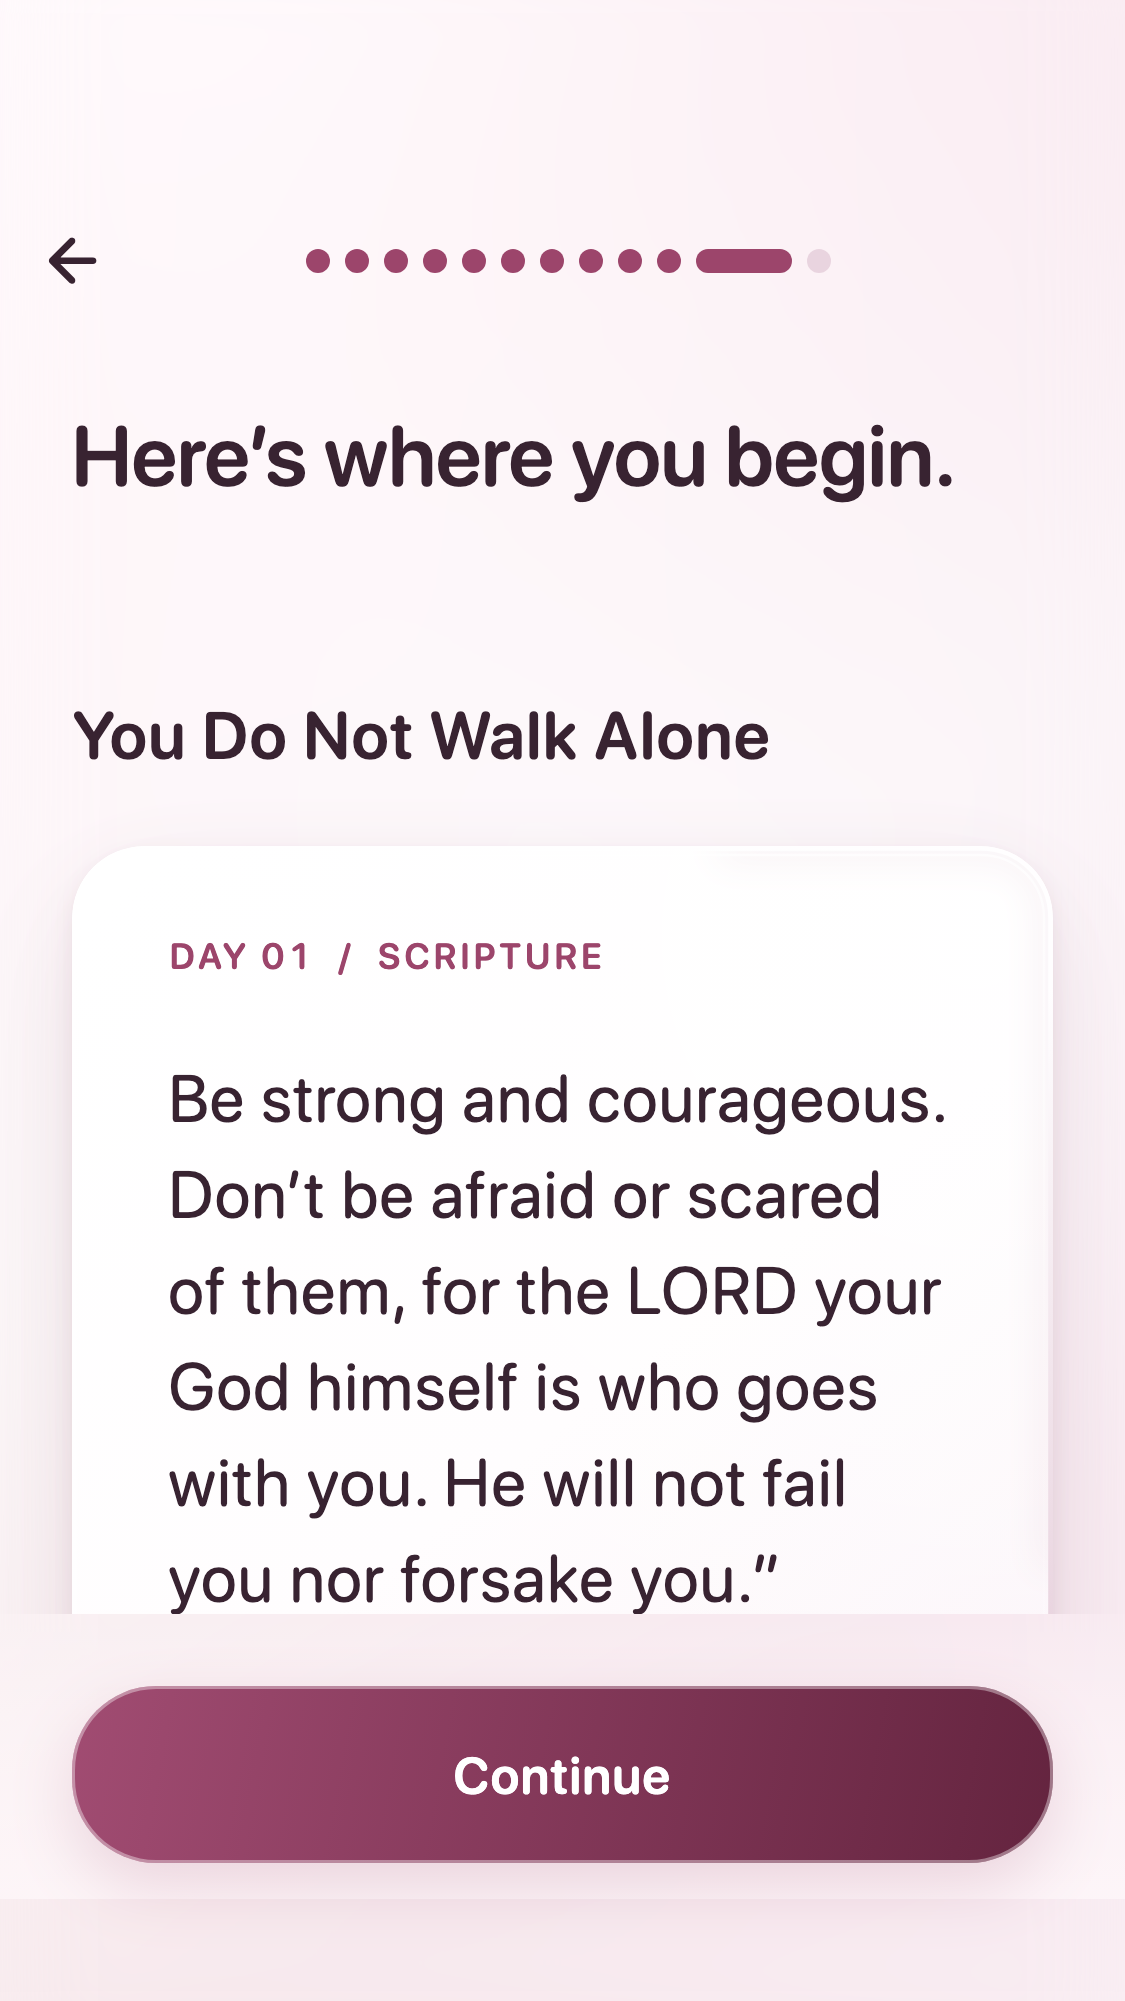 Here’s where you begin.
You Do Not Walk Alone
DAY 01 / SCRIPTURE
Be strong and courageous.
Don’t be afraid or scared
of them, for the LORD your
God himself is who goes
with you. He will not fail
you nor forsake you.”
Continue